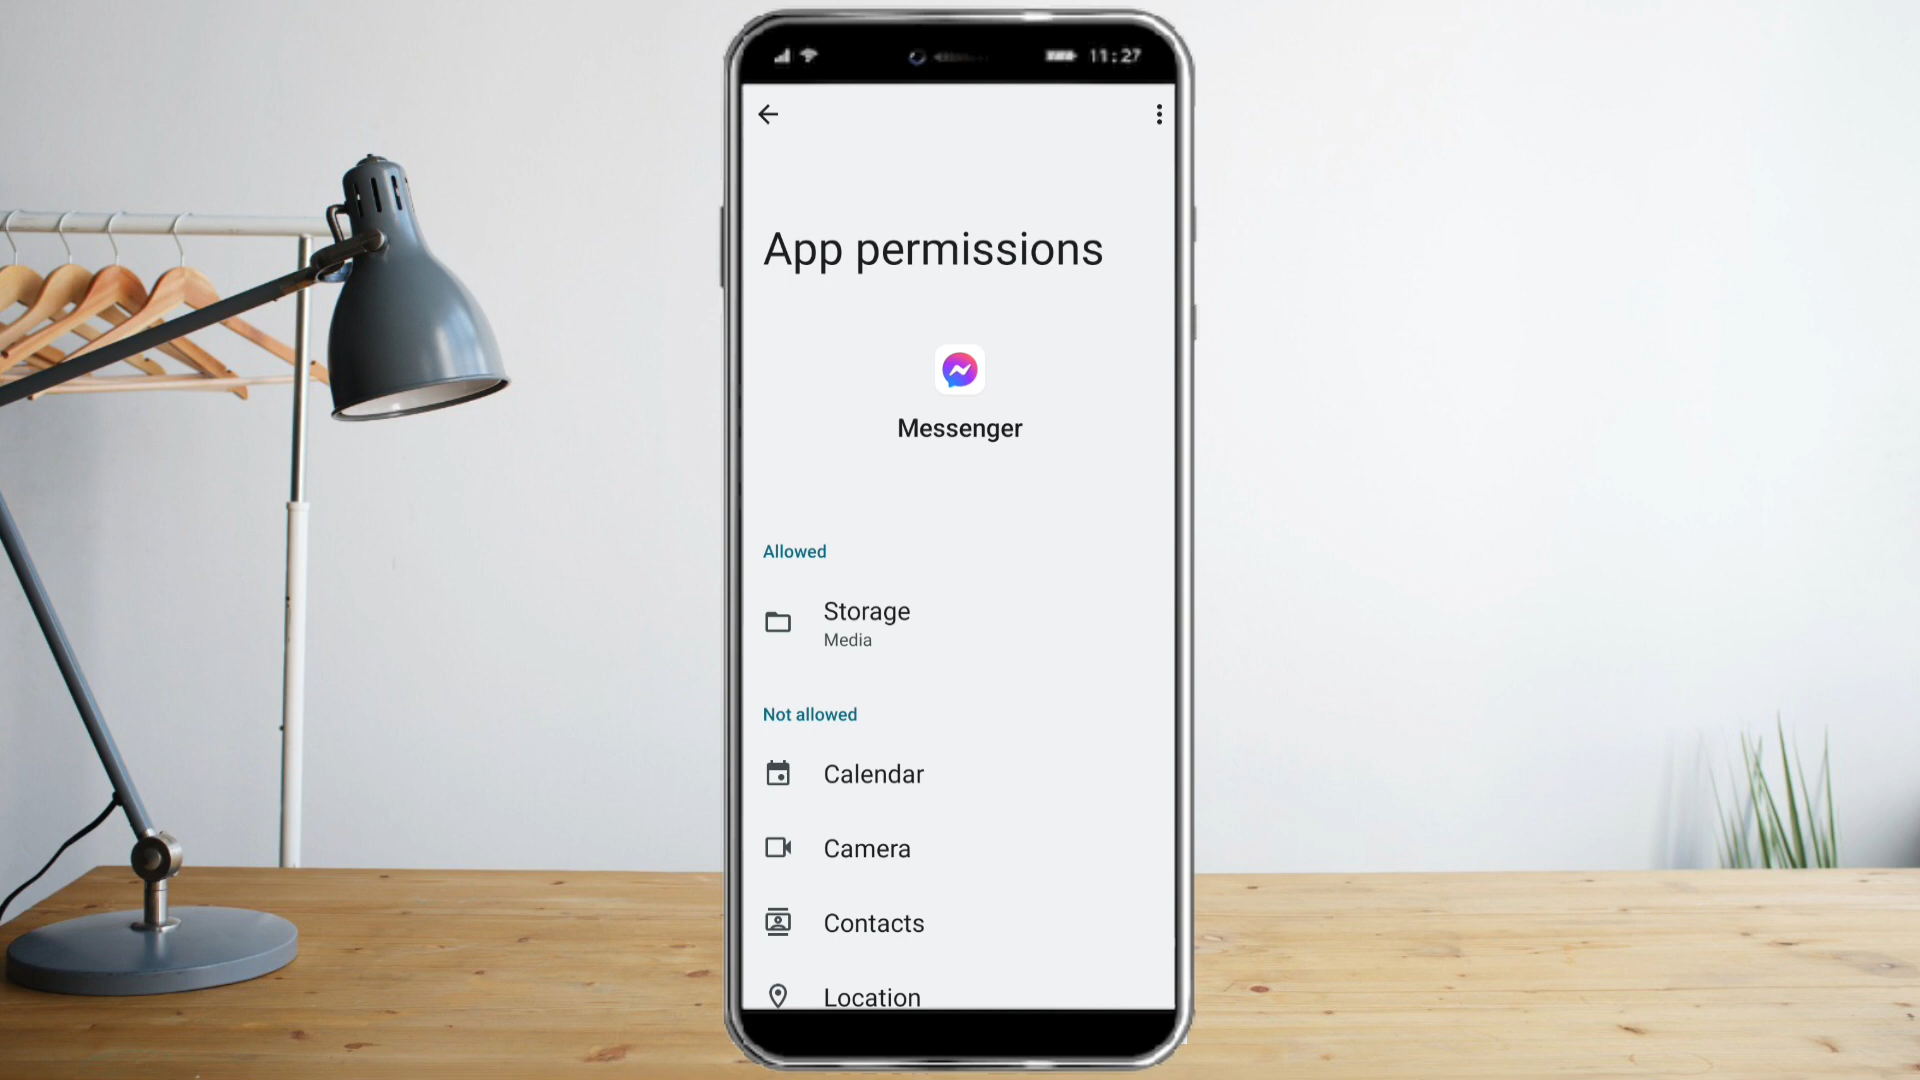 11:27
App permissions
Messenger
Allowed
Storage
Media
Not allowed
Calendar
Camera
Contacts
Location